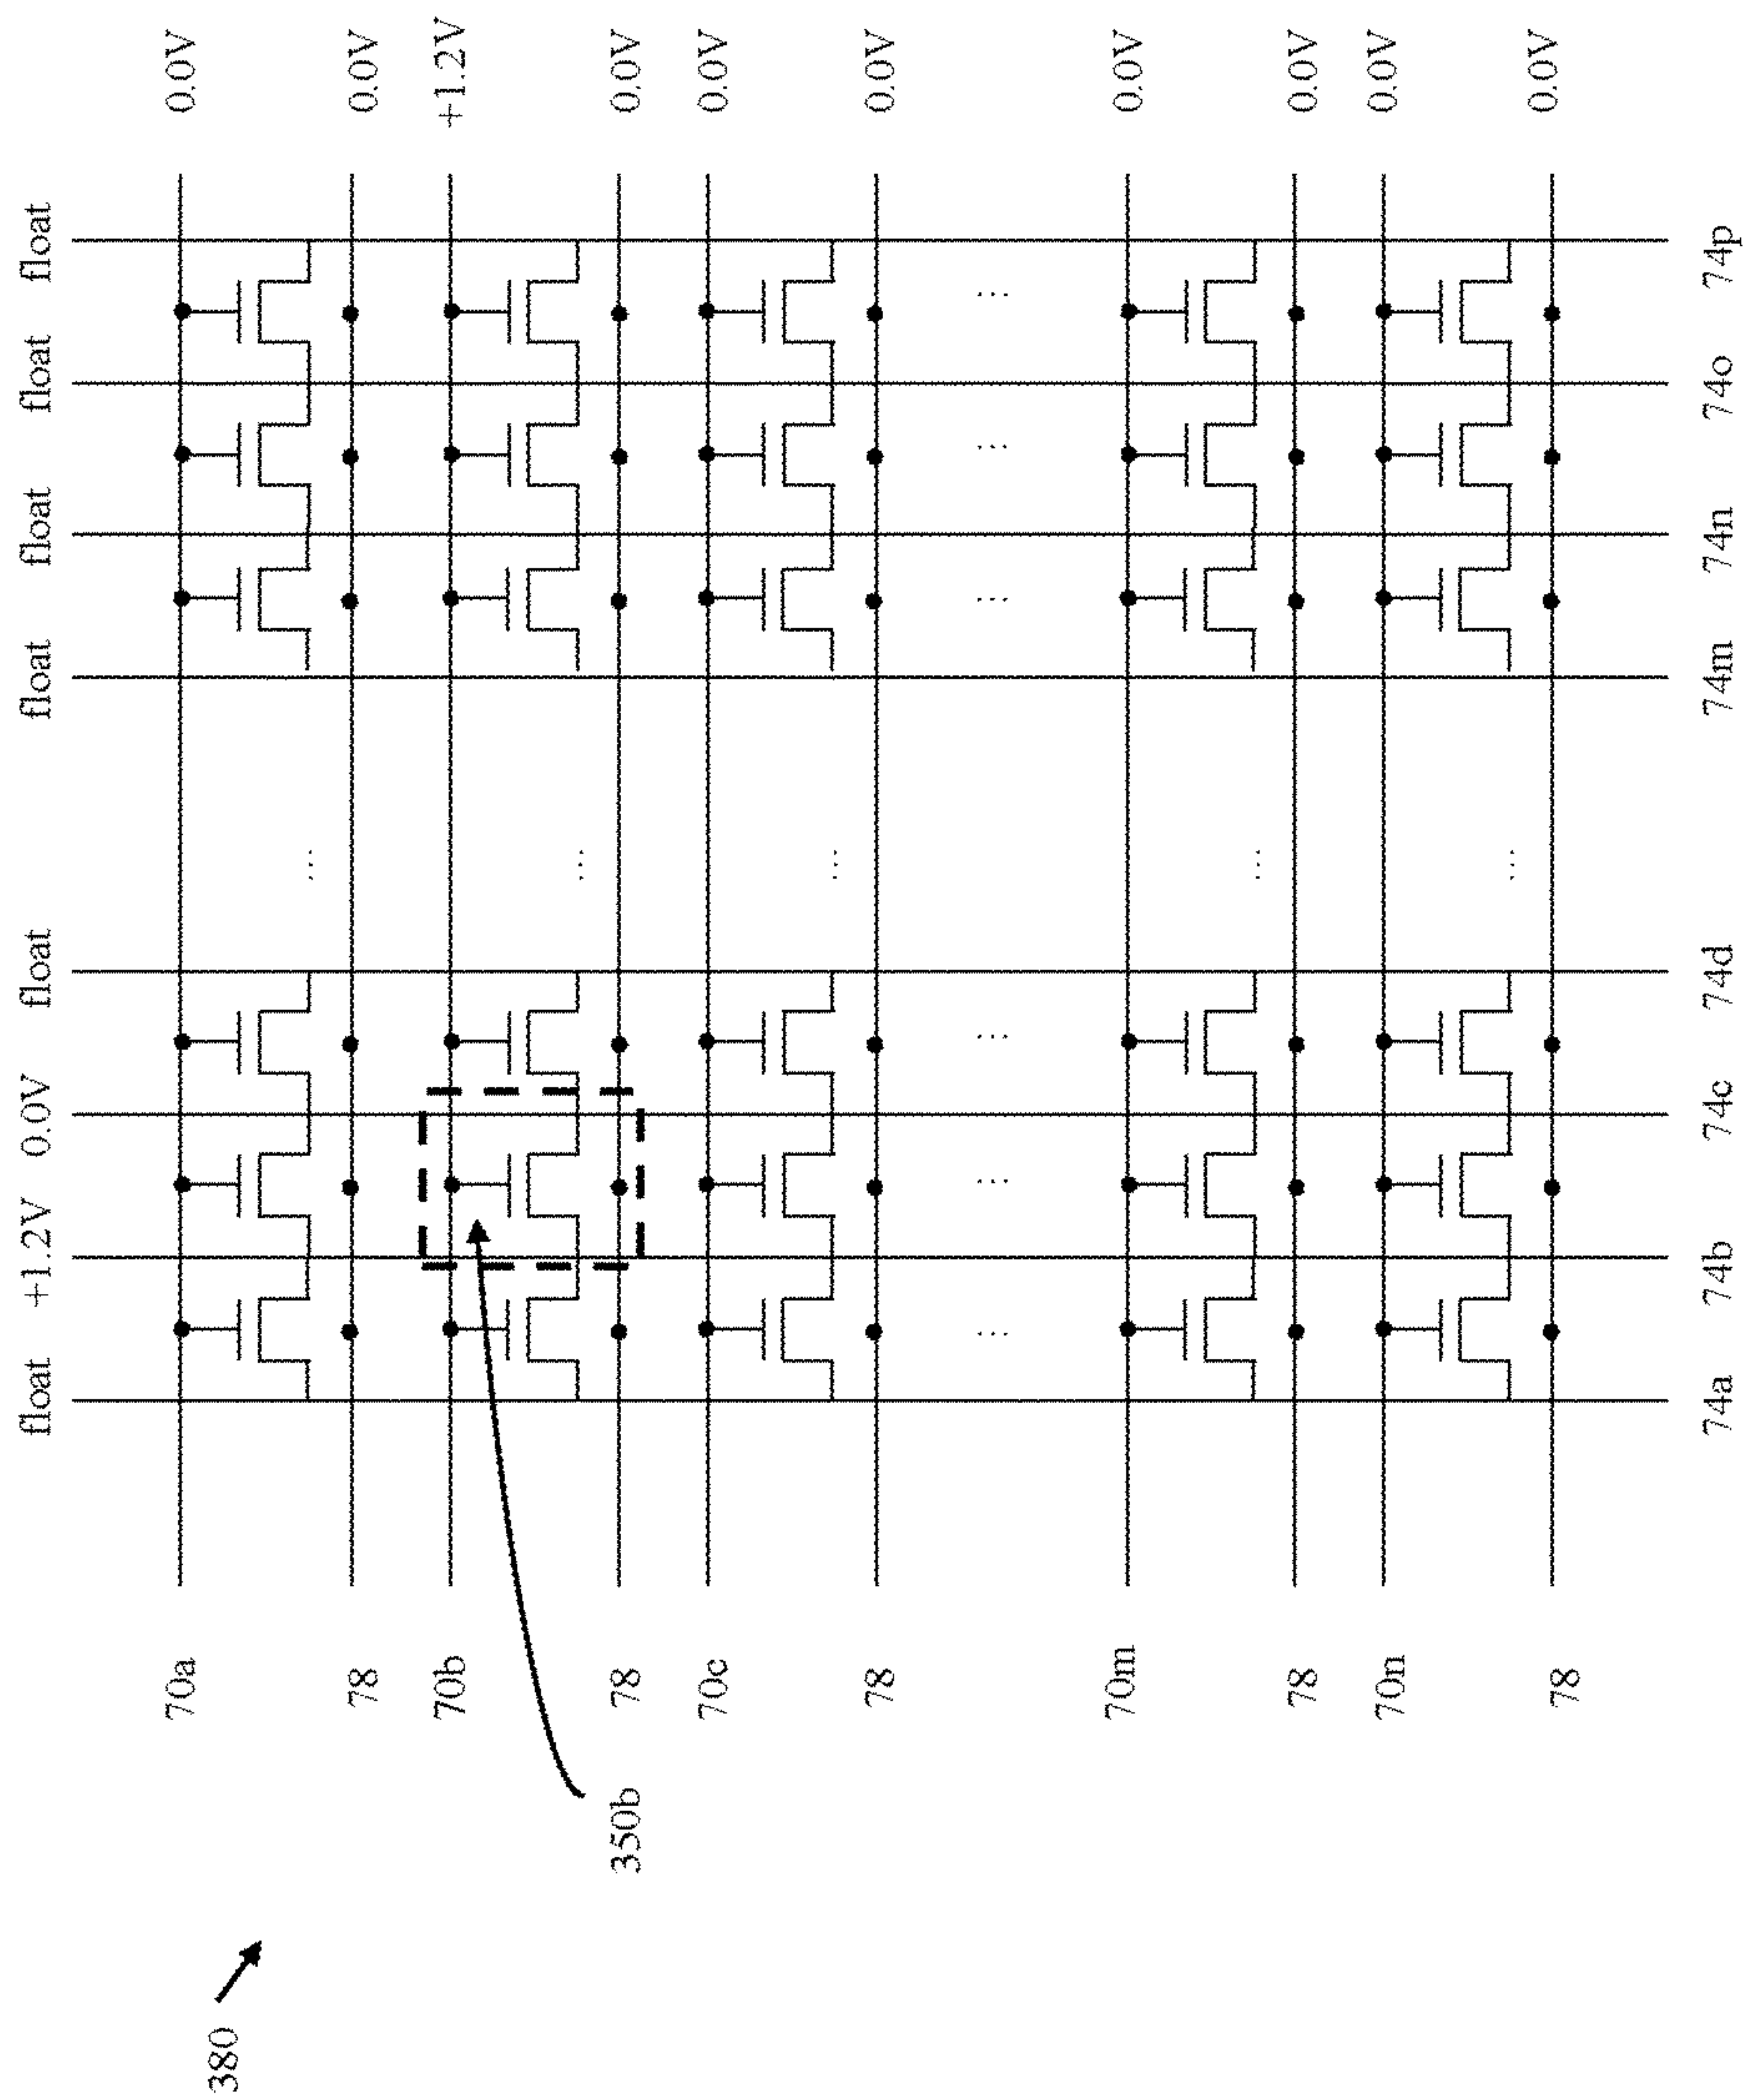 float +1.2V 0.0V float float float float float
70a 0.0V
380
78 0.0V
70b +1.2V
350b
78 0.0V
70c 0.0V
78 0.0V
70m 0.0V
78 0.0V
70n 0.0V
78 0.0V
74a 74b 74c 74d 74m 74n 74o 74p